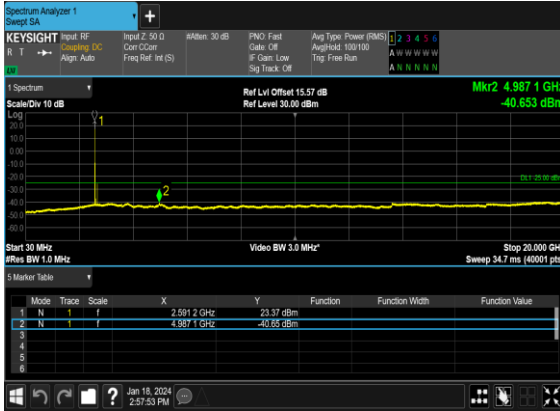 Spectrum Analyzer 1
Swept SA
+
KEYSIGHT
R T
Input: RF
Coupling: DC
Align: Auto
Input Z: 50 Ω
Corr CCorr
Freq Ref: Int (S)
#Atten: 30 dB
PNO: Fast
Gate: Off
IF Gain: Low
Sig Track: Off
Avg Type: Power (RMS)
Avg|Hold: 100/100
Trig: Free Run
1 2 3 4 5 6
A W W W W W
A N N N N N
1 Spectrum
Scale/Div 10 dB
Ref Lvl Offset 15.57 dB
Ref Level 30.00 dBm
Mkr2 4.987 1 GHz
-40.653 dBm
Log
20.0
10.0
0.00
-10.0
-20.0
-30.0
-40.0
-50.0
-60.0
1
2
DL1 -25.00 dBm
Start 30 MHz
#Res BW 1.0 MHz
Video BW 3.0 MHz*
Stop 20.000 GH
Sweep 34.7 ms (40001 pts
5 Marker Table
Mode Trace Scale X Y Function Function Width Function Value
1 N 1 f 2.591 2 GHz 23.37 dBm
2 N 1 f 4.987 1 GHz -40.65 dBm
3
4
5
6
?
Jan 18, 2024
2:57:53 PM